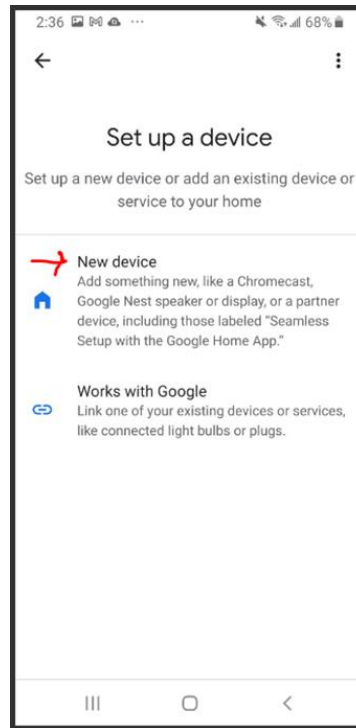 2:36 68%
Set up a device
Set up a new device or add an existing device or
service to your home
New device
Add something new, like a Chromecast,
Google Nest speaker or display, or a partner
device, including those labeled "Seamless
Setup with the Google Home App."
Works with Google
Link one of your existing devices or services,
like connected light bulbs or plugs.